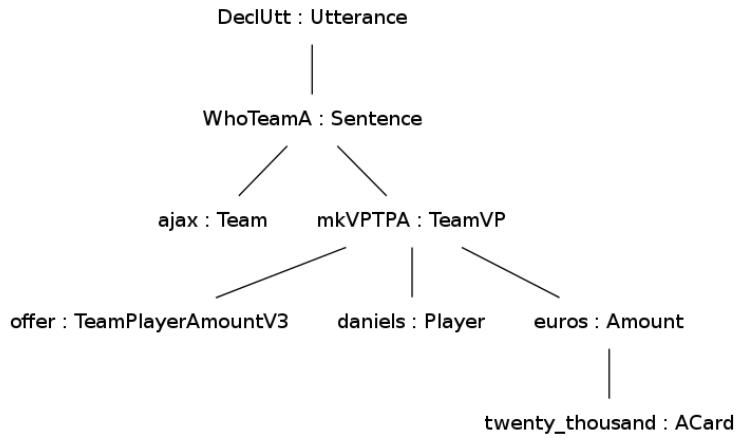 DeclUtt : Utterance
WhoTeamA : Sentence
ajax : Team mkVPTPA : TeamVP
offer : TeamPlayerAmountV3 daniels : Player euros : Amount
twenty_thousand : ACard